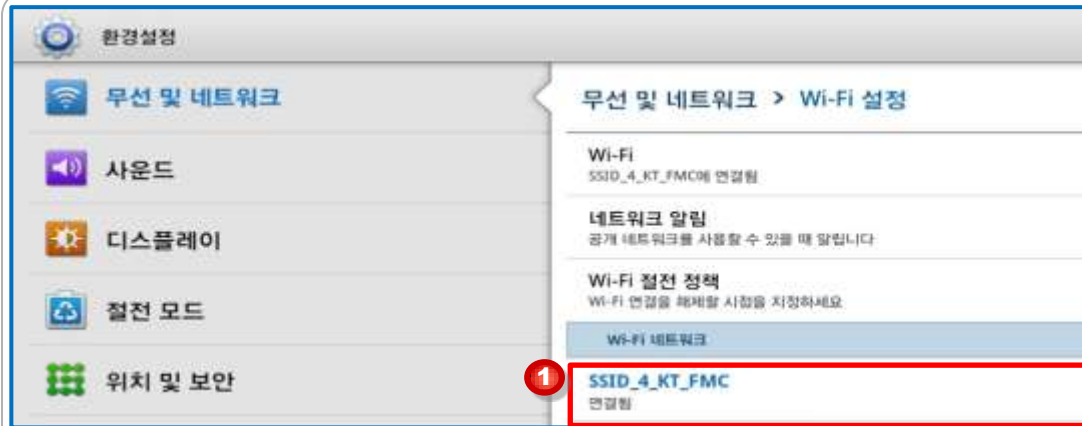 환경설정
무선 및 네트워크
사운드
디스플레이
절전 모드
위치 및 보안
무선 및 네트워크 > Wi-Fi 설정
Wi-Fi
SSID_4_KT_FMC에 연결됨
네트워크 알림
공개 네트워크를 사용할 수 있을 때 알립니다
Wi-Fi 절전 정책
Wi-Fi 연결을 해제할 시점을 지정하세요
Wi-Fi 네트워크
1
SSID_4_KT_FMC
연결됨